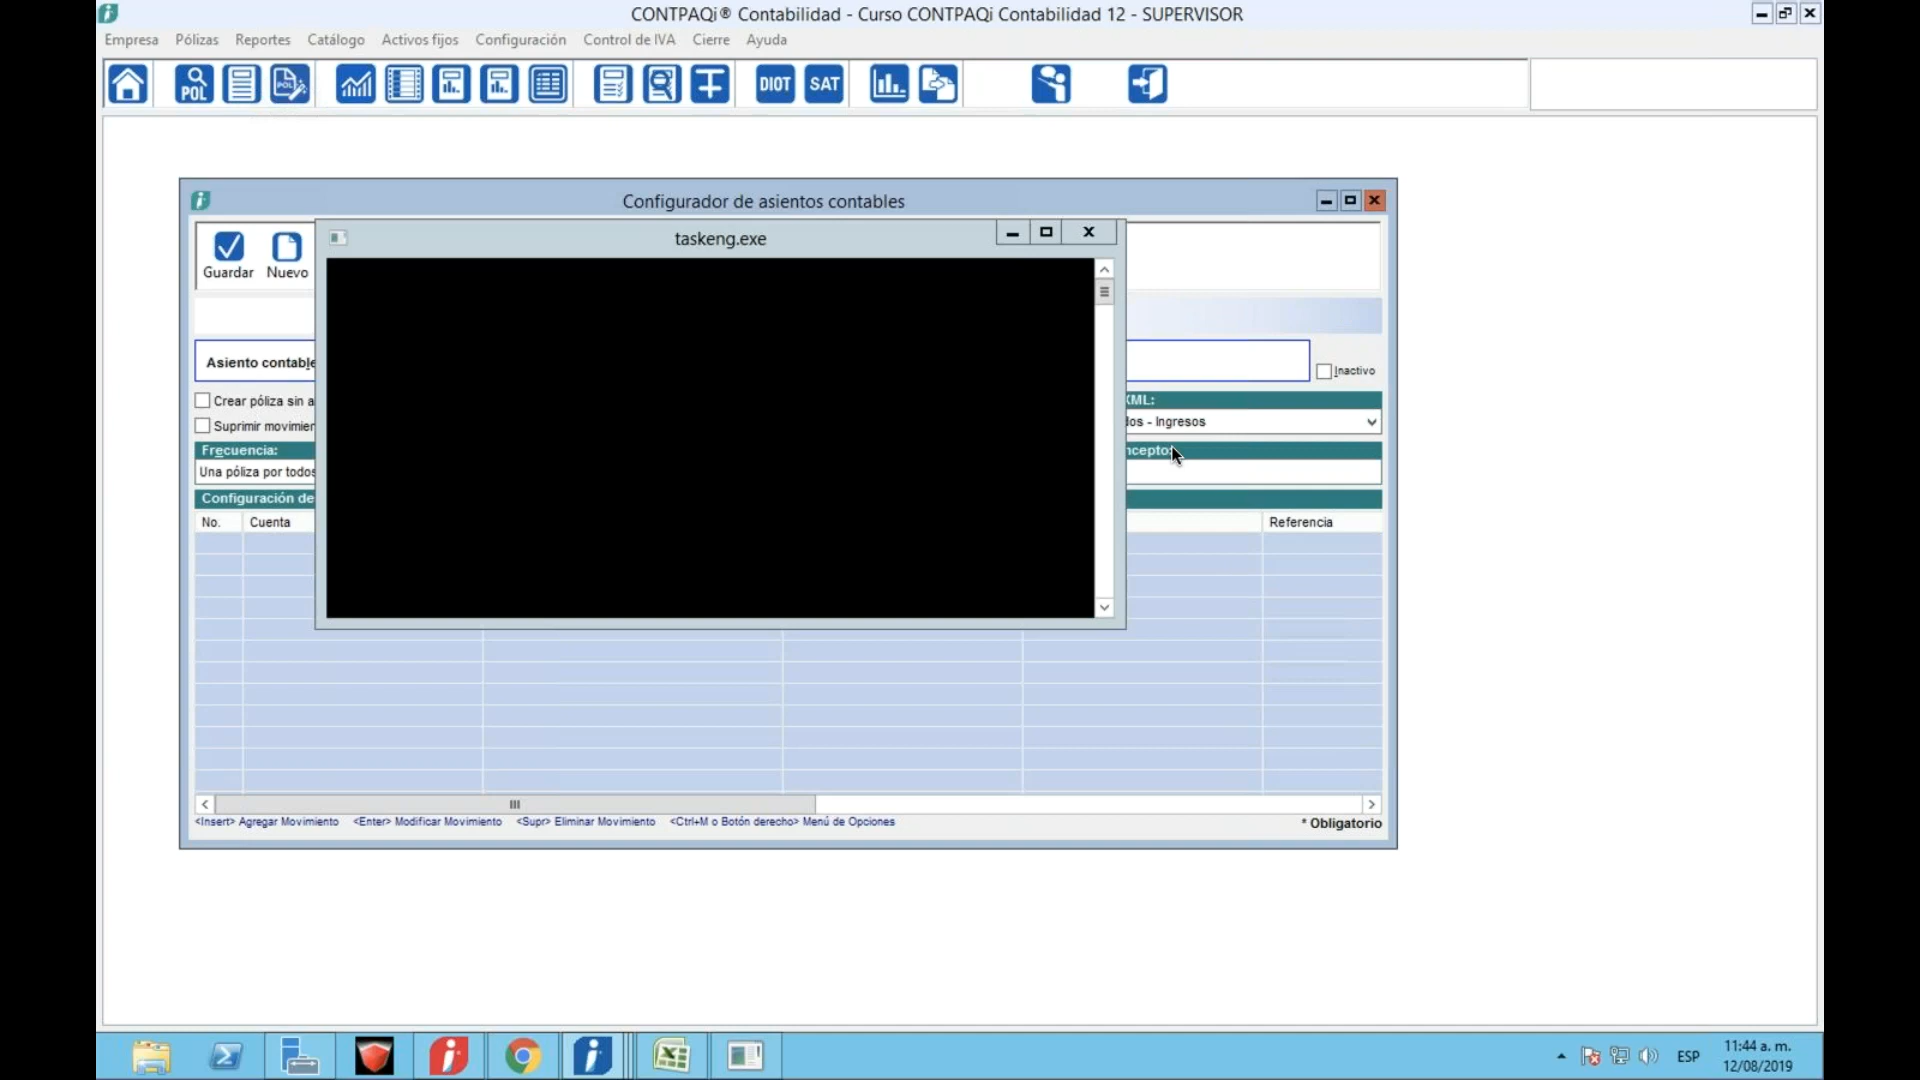 CONTPAQi® Contabilidad - Curso CONTPAQi Contabilidad 12 - SUPERVISOR
Empresa Pólizas Reportes Catálogo Activos fijos Configuración Control de IVA Cierre Ayuda
POL POL DIOT SAT
Configurador de asientos contables
taskeng.exe
Guardar Nuevo
Asiento contable Inactivo
Crear póliza sin a XML:
Suprimir movimien dos - Ingresos
Frecuencia: ncepto:
Una póliza por todos
Configuración de
No. Cuenta Referencia
<Insert> Agregar Movimiento <Enter> Modificar Movimiento <Supr> Eliminar Movimiento <Ctrl+M o Botón derecho> Menú de Opciones * Obligatorio
ESP 11:44 a. m.
12/08/2019